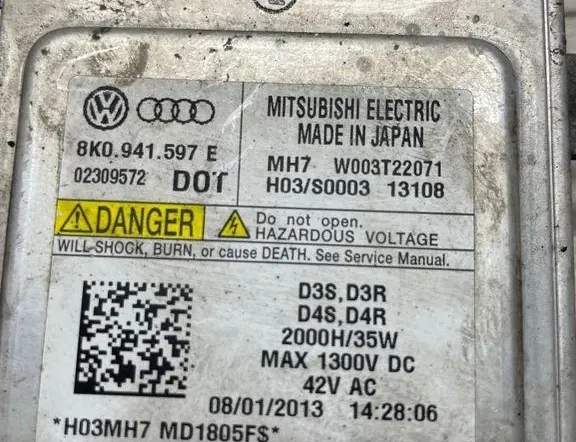 MITSUBISHI ELECTRIC
MADE IN JAPAN
8K0.941.597 E
02309572 DOT
MH7 W003T22071
H03/S0003 13108
DANGER
Do not open.
HAZARDOUS VOLTAGE
WILL SHOCK, BURN, or cause DEATH. See Service Manual.
D3S,D3R
D4S,D4R
2000H/35W
MAX 1300V DC
42V AC
08/01/2013 14:28:06
*H03MH7 MD1805F$*